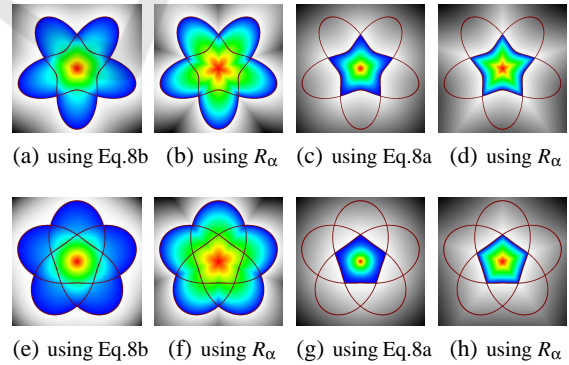 (a) using Eq.8b (b) using Rα (c) using Eq.8a (d) using Rα
(e) using Eq.8b (f) using Rα (g) using Eq.8a (h) using Rα